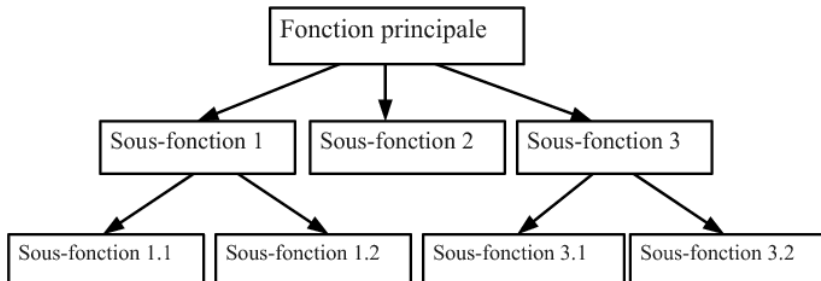 Fonction principale
Sous-fonction 1
Sous-fonction 2
Sous-fonction 3
Sous-fonction 1.1
Sous-fonction 1.2
Sous-fonction 3.1
Sous-fonction 3.2